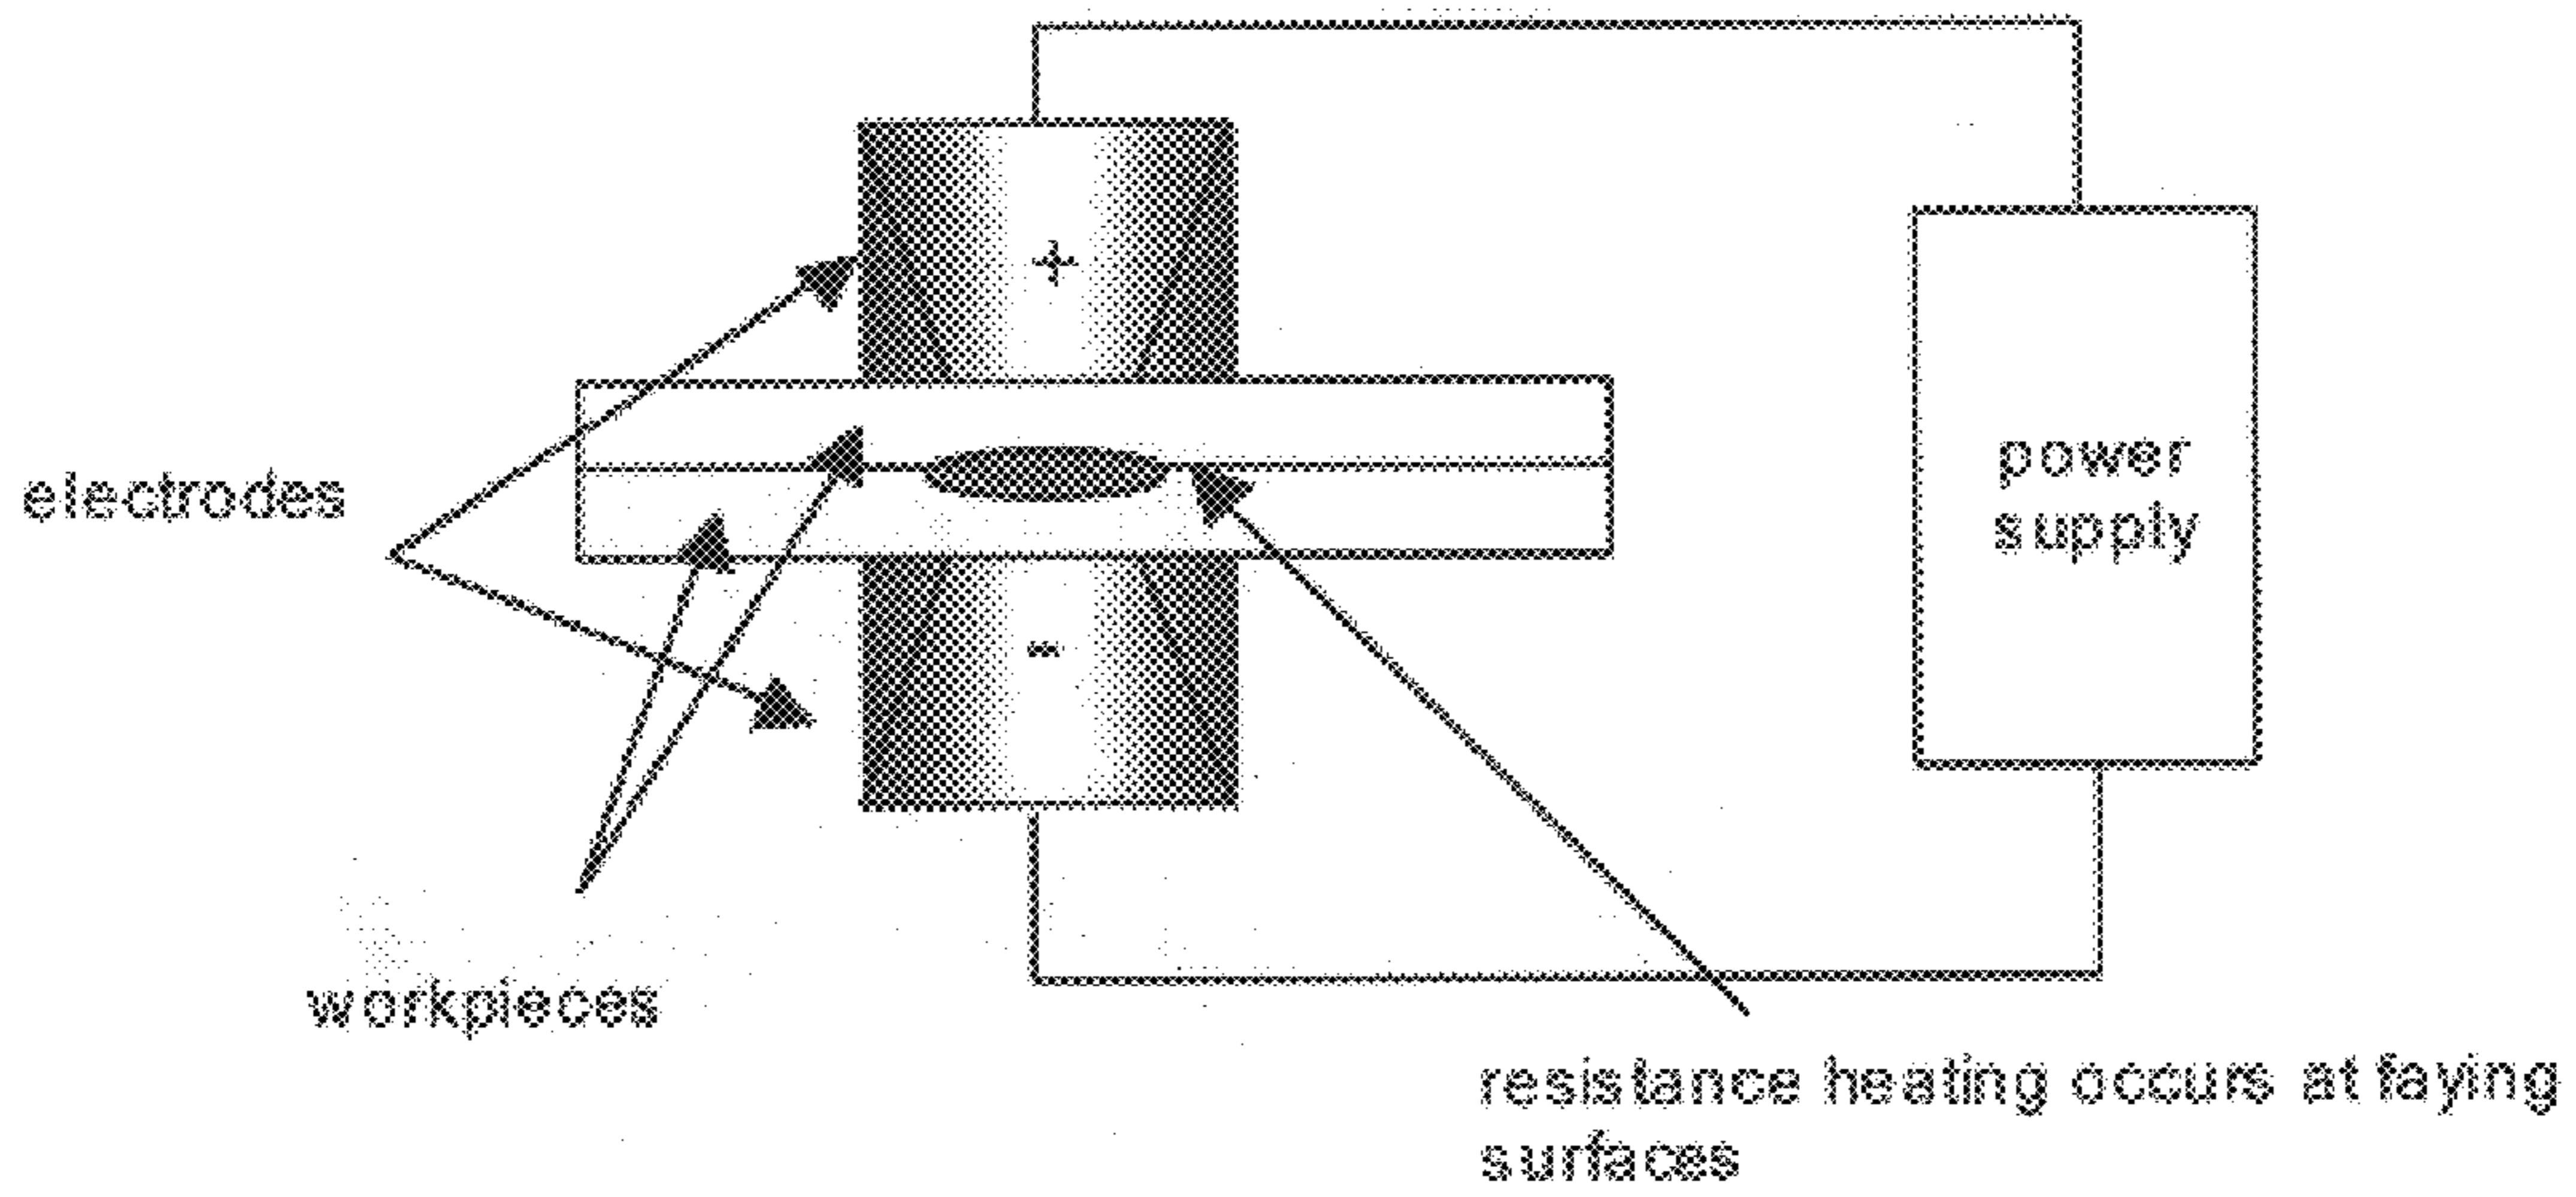 +
electrodes
power
supply
-
workpieces
resistance heating occurs at faying
surfaces